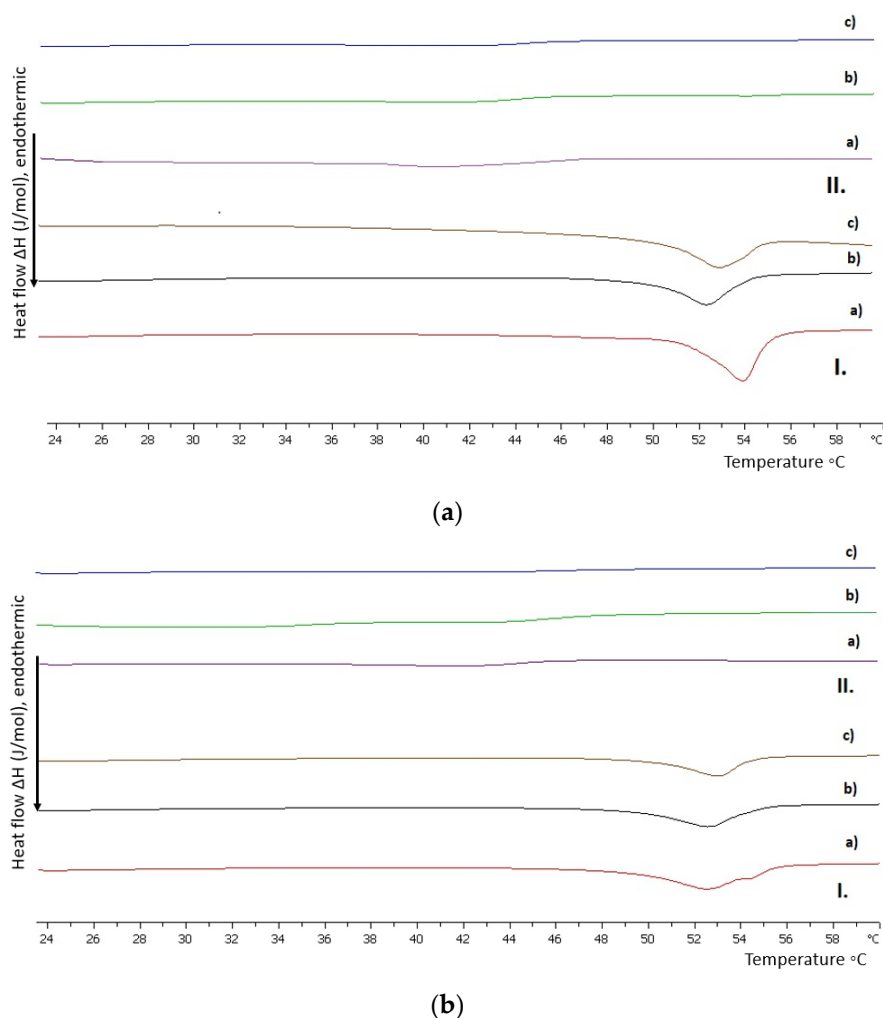 c)
b)
a)
II.
c)
b)
a)
I.
Heat flow ΔH (J/mol), endothermic
24 26 28 30 32 34 36 38 40 42 44 46 48 50 52 54 56 58 °C
Temperature °C
(a)
c)
b)
a)
II.
c)
b)
a)
I.
Heat flow ΔH (J/mol), endothermic
24 26 28 30 32 34 36 38 40 42 44 46 48 50 52 54 56 58 °C
Temperature °C
(b)